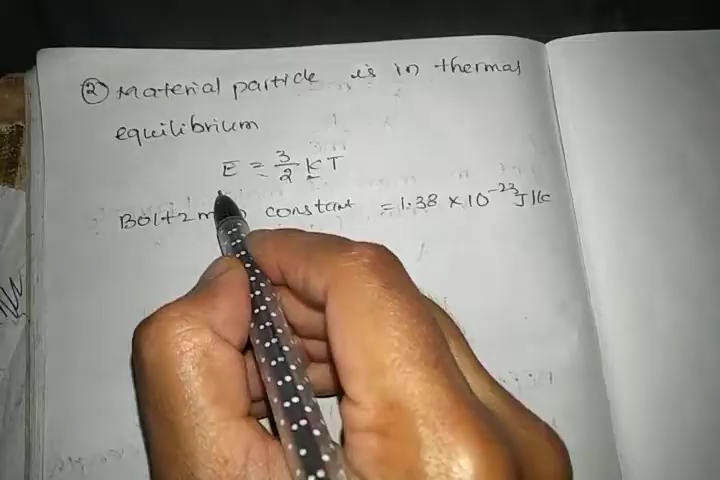 ② Material particle is in thermal
equilibrium
E = 3/2 KT
constant = 1.38 × 10⁻²³ J/K